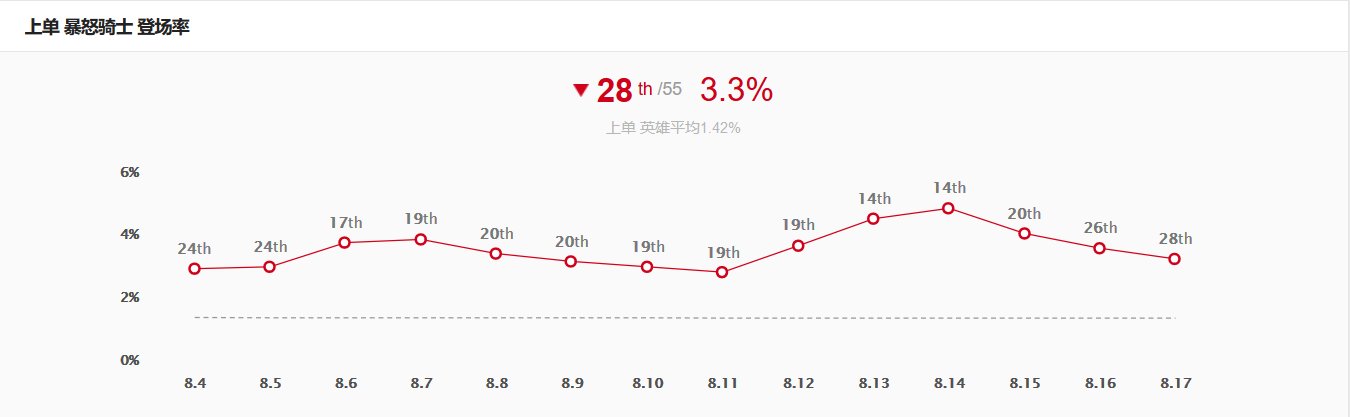 上单 暴怒骑士 登场率
▼ 28 th /55 3.3%
上单 英雄平均1.42%
6%
4%
2%
0%
24th 24th 17th 19th 20th 20th 19th 19th 19th 14th 14th 20th 26th 28th
8.4 8.5 8.6 8.7 8.8 8.9 8.10 8.11 8.12 8.13 8.14 8.15 8.16 8.17